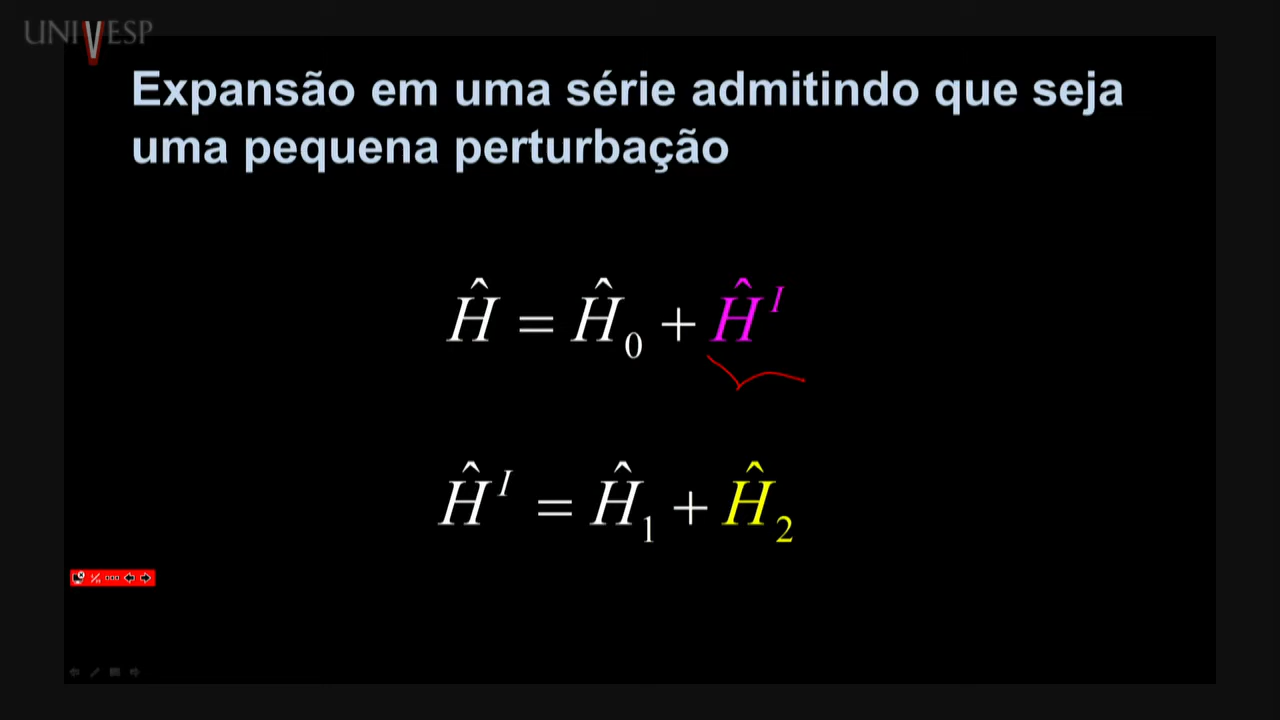 UNIVESP
Expansão em uma série admitindo que seja
uma pequena perturbação
Ĥ = Ĥ₀ + Ĥᴵ
Ĥᴵ = Ĥ₁ + Ĥ₂